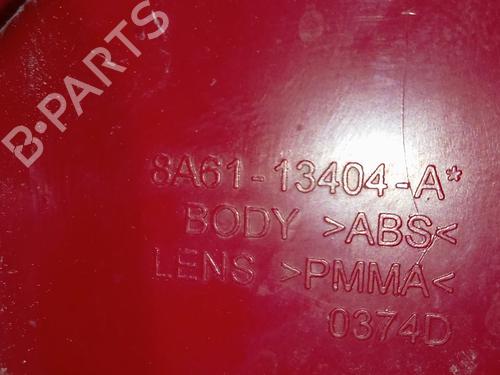 B-PARTS
8A61-13404-A*
BODY >ABS<
LENS >PMMA<
0374D